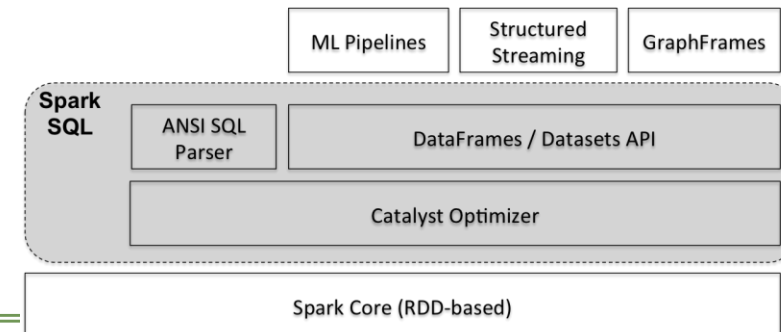 ML Pipelines
Structured
Streaming
GraphFrames
Spark
SQL
ANSI SQL
Parser
DataFrames / Datasets API
Catalyst Optimizer
Spark Core (RDD-based)